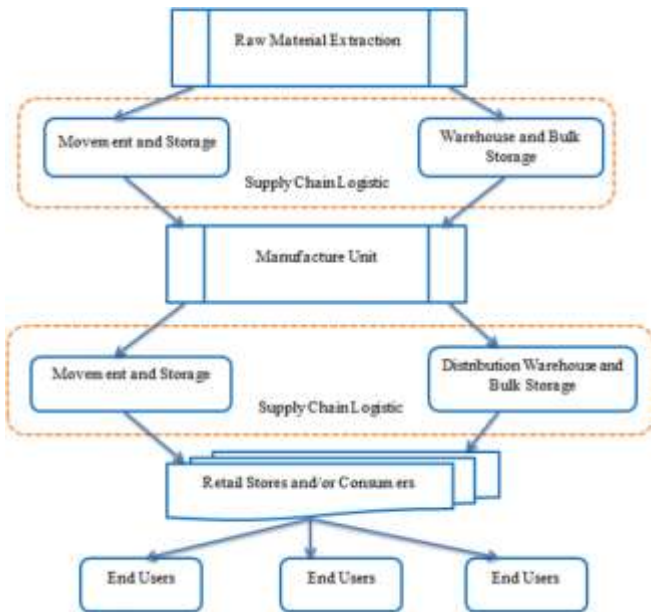 Raw Material Extraction
Movement and Storage
Warehouse and Bulk
Storage
Supply Chain Logistic
Manufacture Unit
Movement and Storage
Distribution Warehouse and
Bulk Storage
Supply Chain Logistic
Retail Stores and/or Consumers
End Users
End Users
End Users